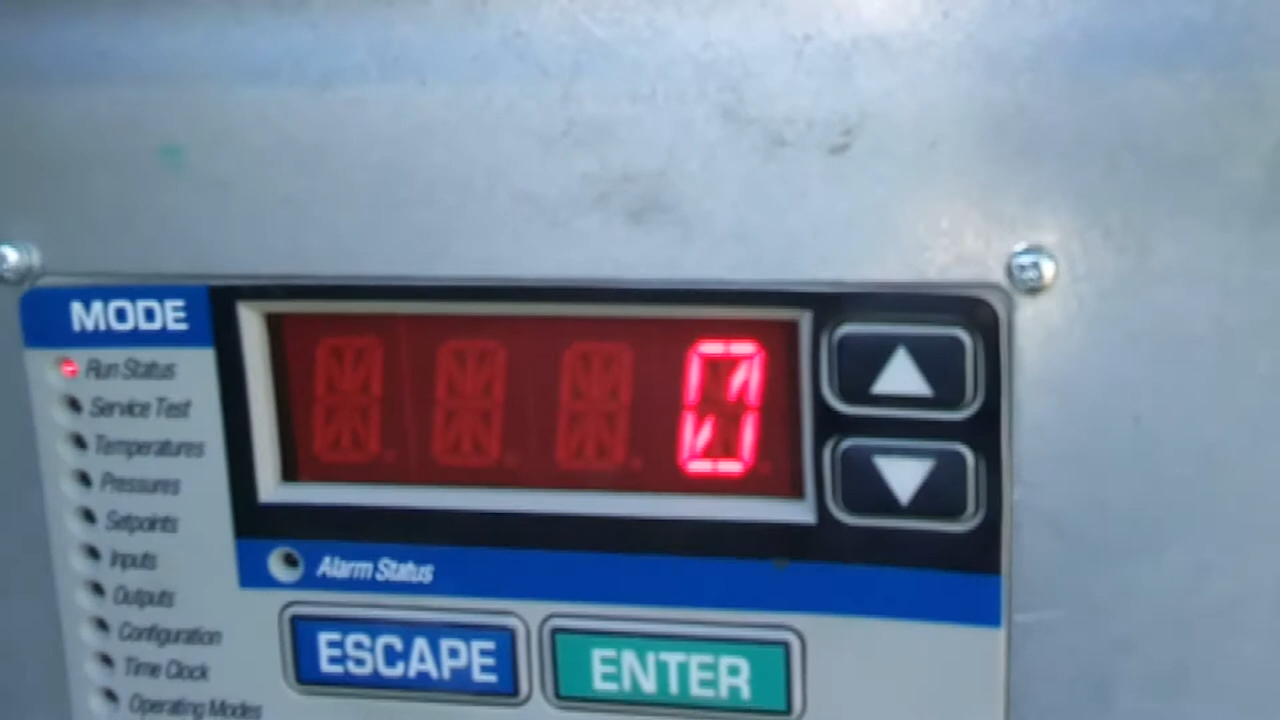 MODE
0
Run Status
Service Test
Temperatures
Pressures
Setpoints
Inputs
Outputs
Configuration
Time Clock
Operating Modes
Alarm Status
ESCAPE
ENTER